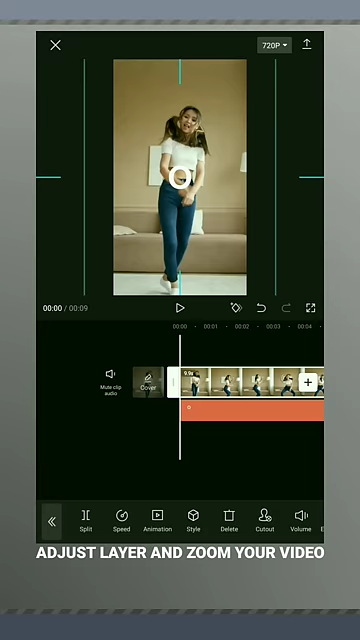 720P
O
00:00 / 00:09
00:00 00:01 00:02 00:03 00:04
9.9s
Mute clip
audio
Cover
Split Speed Animation Style Delete Cutout Volume E
ADJUST LAYER AND ZOOM YOUR VIDEO